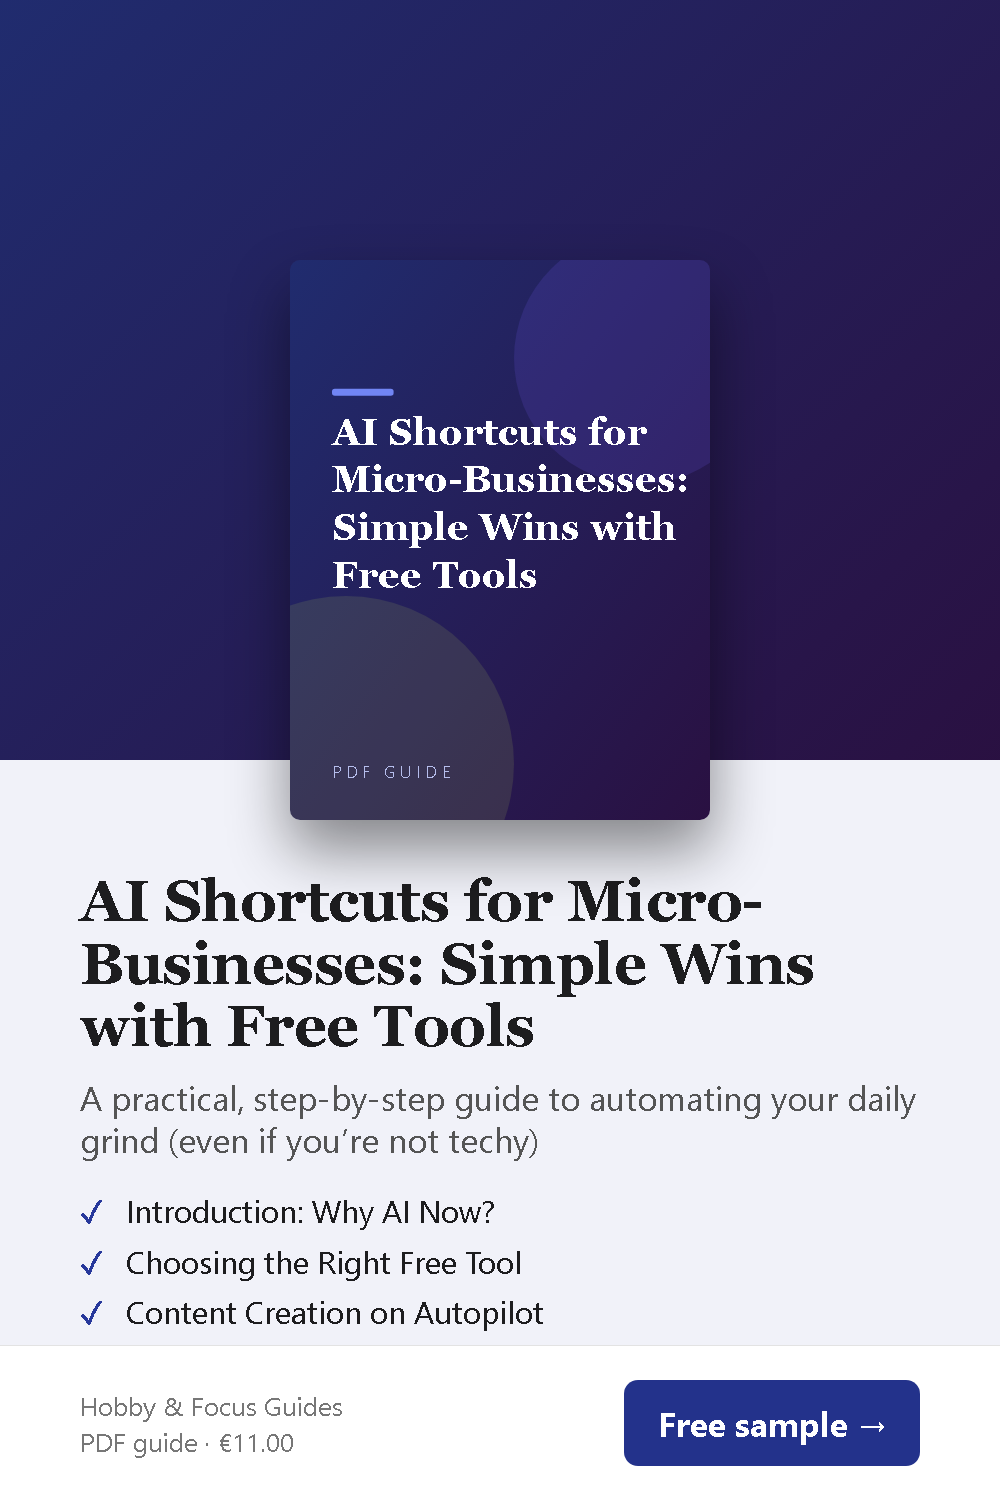 AI Shortcuts for
Micro-Businesses:
Simple Wins with
Free Tools
PDF GUIDE
AI Shortcuts for Micro-
Businesses: Simple Wins
with Free Tools
A practical, step-by-step guide to automating your daily
grind (even if you’re not techy)
✓ Introduction: Why AI Now?
✓ Choosing the Right Free Tool
✓ Content Creation on Autopilot
Hobby & Focus Guides
PDF guide · €11.00
Free sample →